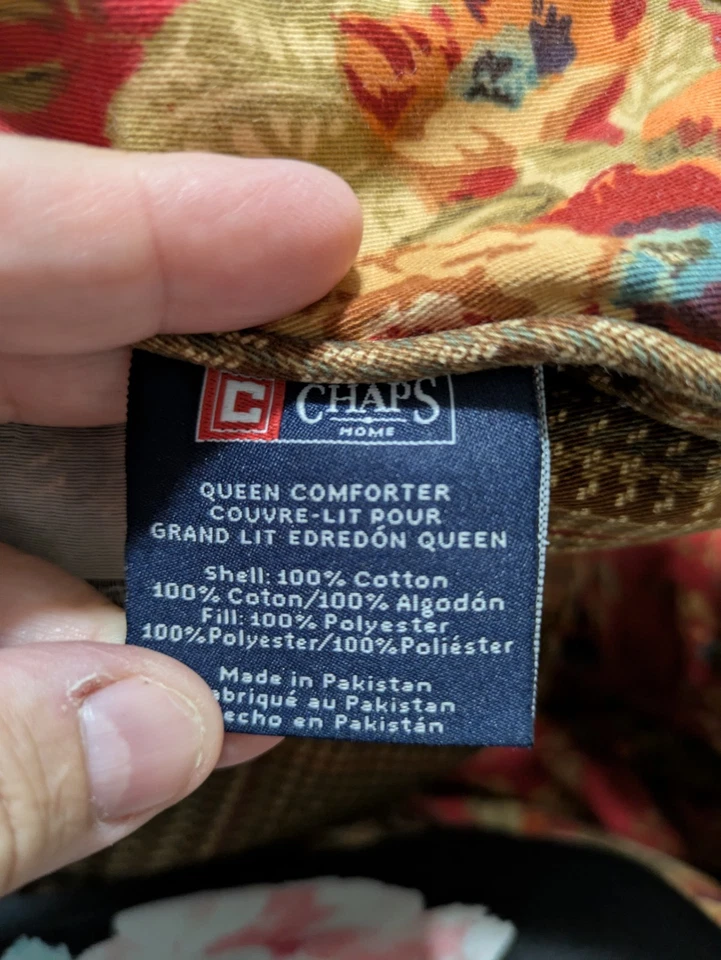 C CHAPS
HOME
QUEEN COMFORTER
COUVRE-LIT POUR
GRAND LIT EDREDÓN QUEEN
Shell: 100% Cotton
100% Coton/100% Algodón
Fill: 100% Polyester
100%Polyester/100%Poliéster
Made in Pakistan
abriqué au Pakistan
echo en Pakistán